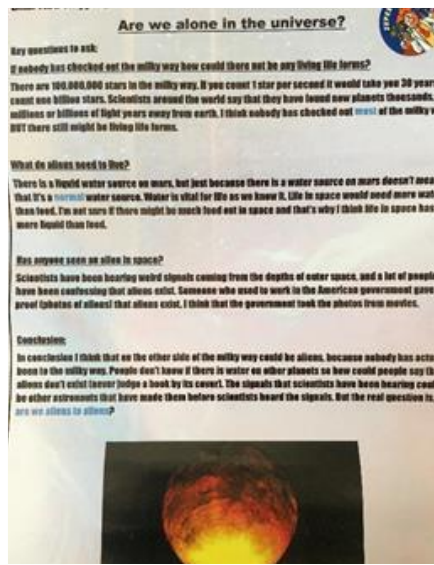 Are we alone in the universe?
Key questions to ask:
If nobody has checked out the milky way how could there not be any living life forms?
There are 100,000,000 stars in the milky way. If you count 1 star per second it would take you 30 year
count one billion stars. Scientists around the world say that they have found new planets thousands,
millions or billions of light years away from earth. I think nobody has checked out most of the milky
BUT there still might be living life forms.
What do aliens need to live?
There is a liquid water source on mars, but just because there is a water source on mars doesn't mea
that it's a normal water source. Water is vital for life as we know it. Life in space would need more wat
than food. I'm not sure if there might be much food out in space and that's why I think life in space has
more liquid than food.
Has anyone seen an alien in space?
Scientists have been hearing weird signals coming from the depths of outer space, and a lot of people
have been confessing that aliens exist. Someone who used to work in the American government gave
proof (photos of aliens) that aliens exist. I think that the government took the photos from movies.
Conclusion:
In conclusion I think that on the other side of the milky way could be aliens, because nobody has actu
been to the milky way. People don't know if there is water on other planets so how could people say th
aliens don't exist (never judge a book by its cover). The signals that scientists have been hearing coul
be other astronauts that have made them before scientists heard the signals. But the real question is,
are we aliens to aliens?